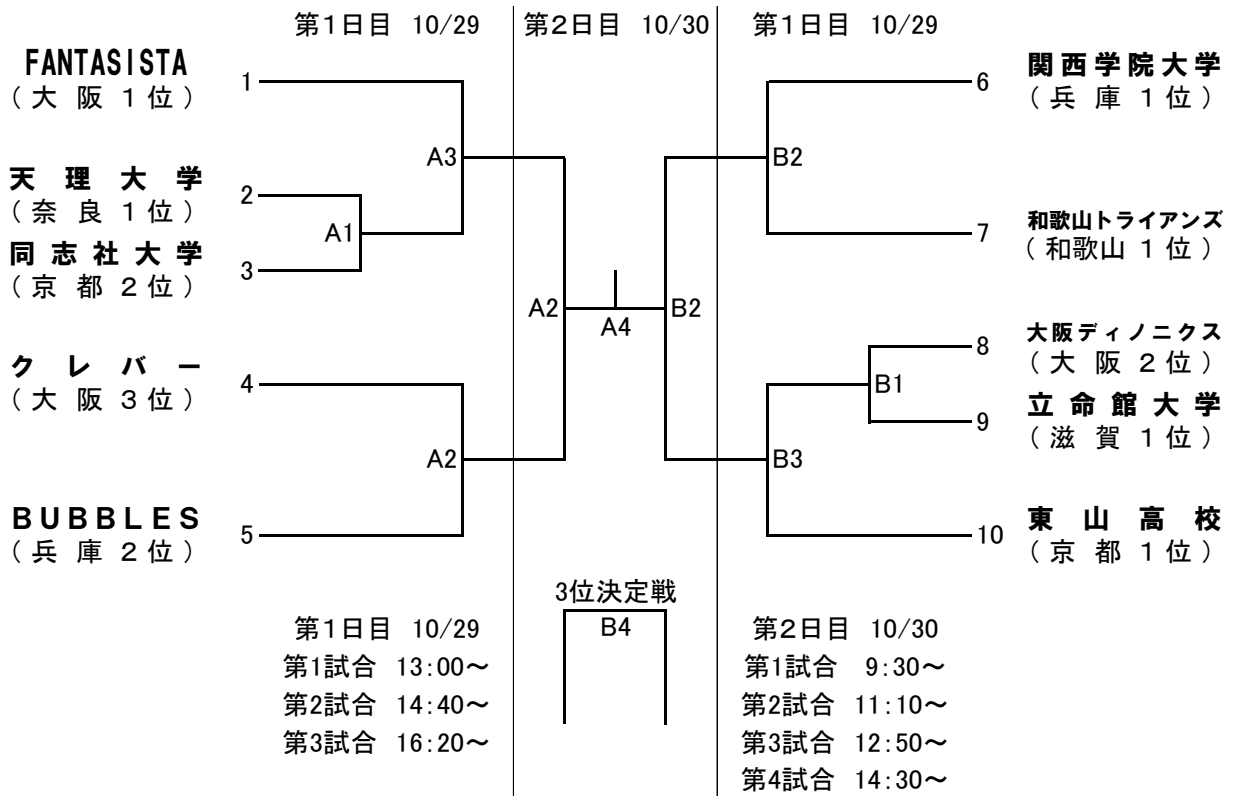 第1日目 10/29
第2日目 10/30
第1日目 10/29
FANTASISTA
(大阪1位)
1
天理大学
(奈良1位)
2
同志社大学
(京都2位)
3
クレバー
(大阪3位)
4
BUBBLES
(兵庫2位)
5
A3
A1
A2
A2
A4
B2
B2
B1
B3
6
関西学院大学
(兵庫1位)
7
和歌山トライアンズ
(和歌山1位)
8
大阪ディノニクス
(大阪2位)
9
立命館大学
(滋賀1位)
10
東山高校
(京都1位)
3位決定戦
B4
第1日目 10/29
第1試合 13:00～
第2試合 14:40～
第3試合 16:20～
第2日目 10/30
第1試合 9:30～
第2試合 11:10～
第3試合 12:50～
第4試合 14:30～